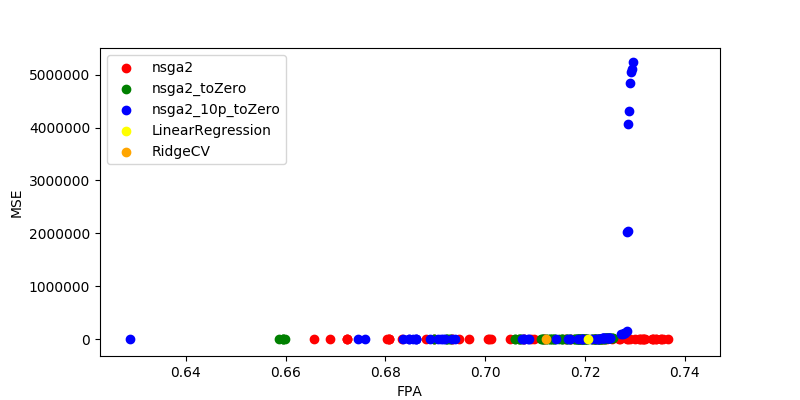 nsga2
nsga2_toZero
nsga2_10p_toZero
LinearRegression
RidgeCV
5000000
4000000
3000000
2000000
1000000
0
MSE
0.64 0.66 0.68 0.70 0.72 0.74
FPA